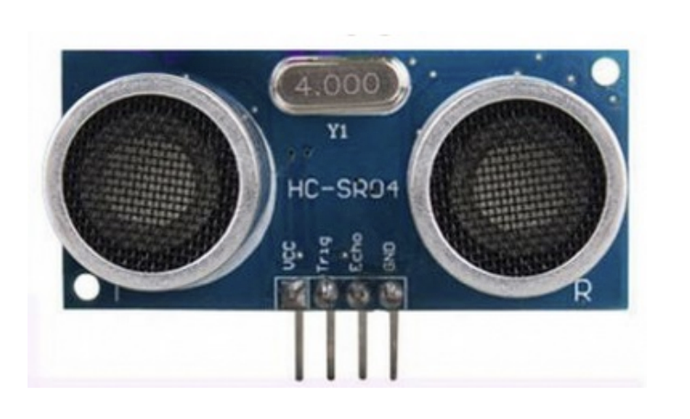 4.000
Y1
HC-SR04
VCC Trig Echo GND
R